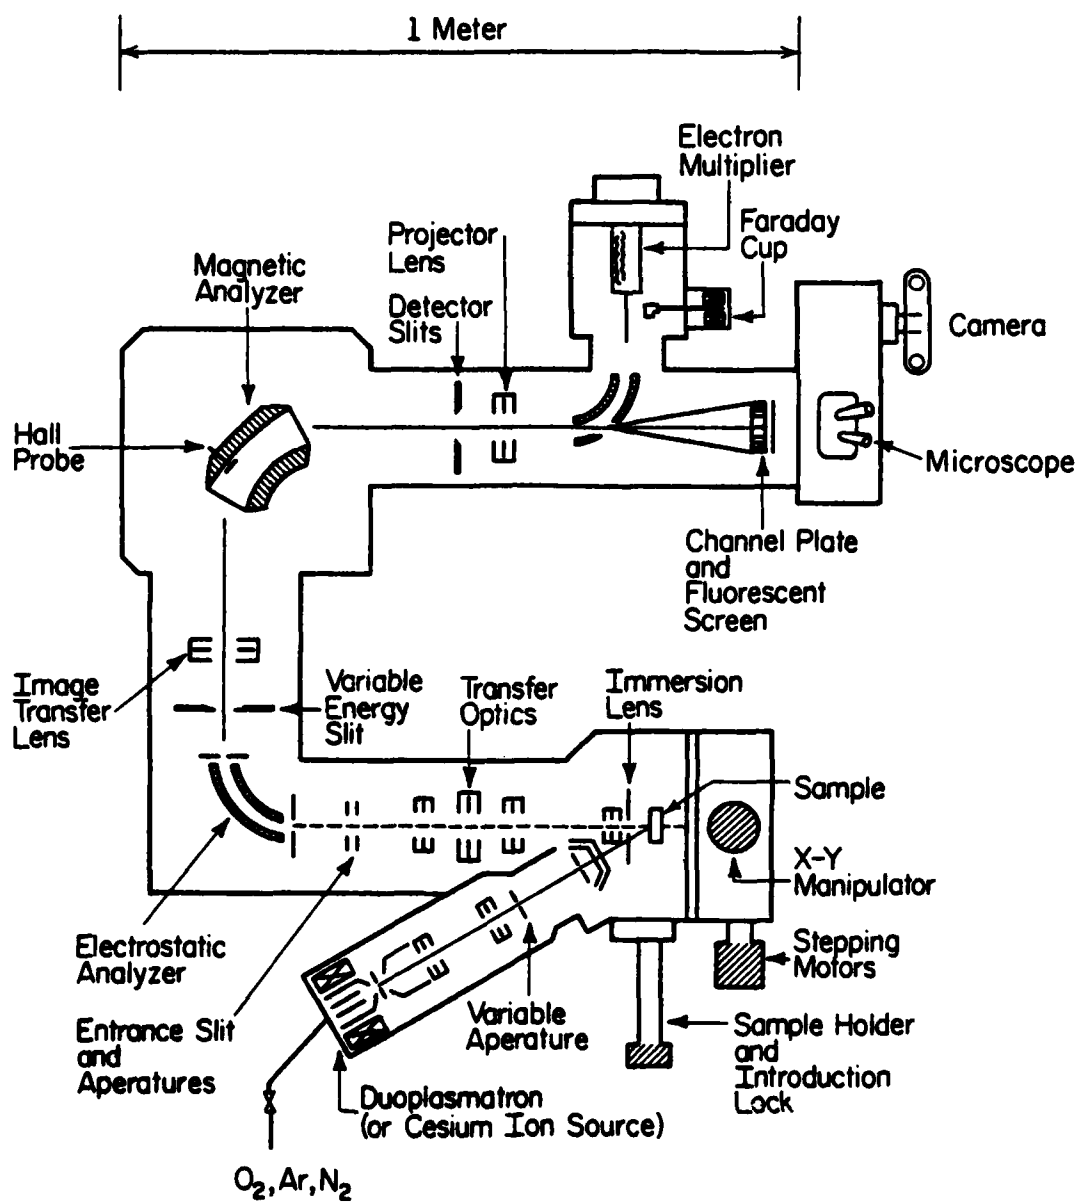 1 Meter
Electron
Multiplier
Faraday
Cup
Projector
Lens
Magnetic
Analyzer
Detector
Slits
Camera
Hall
Probe
Microscope
Channel Plate
and
Fluorescent
Screen
Image
Transfer
Lens
Variable
Energy
Slit
Transfer
Optics
Immersion
Lens
Sample
X-Y
Manipulator
Electrostatic
Analyzer
Stepping
Motors
Entrance Slit
and
Aperatures
Variable
Aperature
Sample Holder
and
Introduction
Lock
Duoplasmatron
(or Cesium Ion Source)
O₂, Ar, N₂